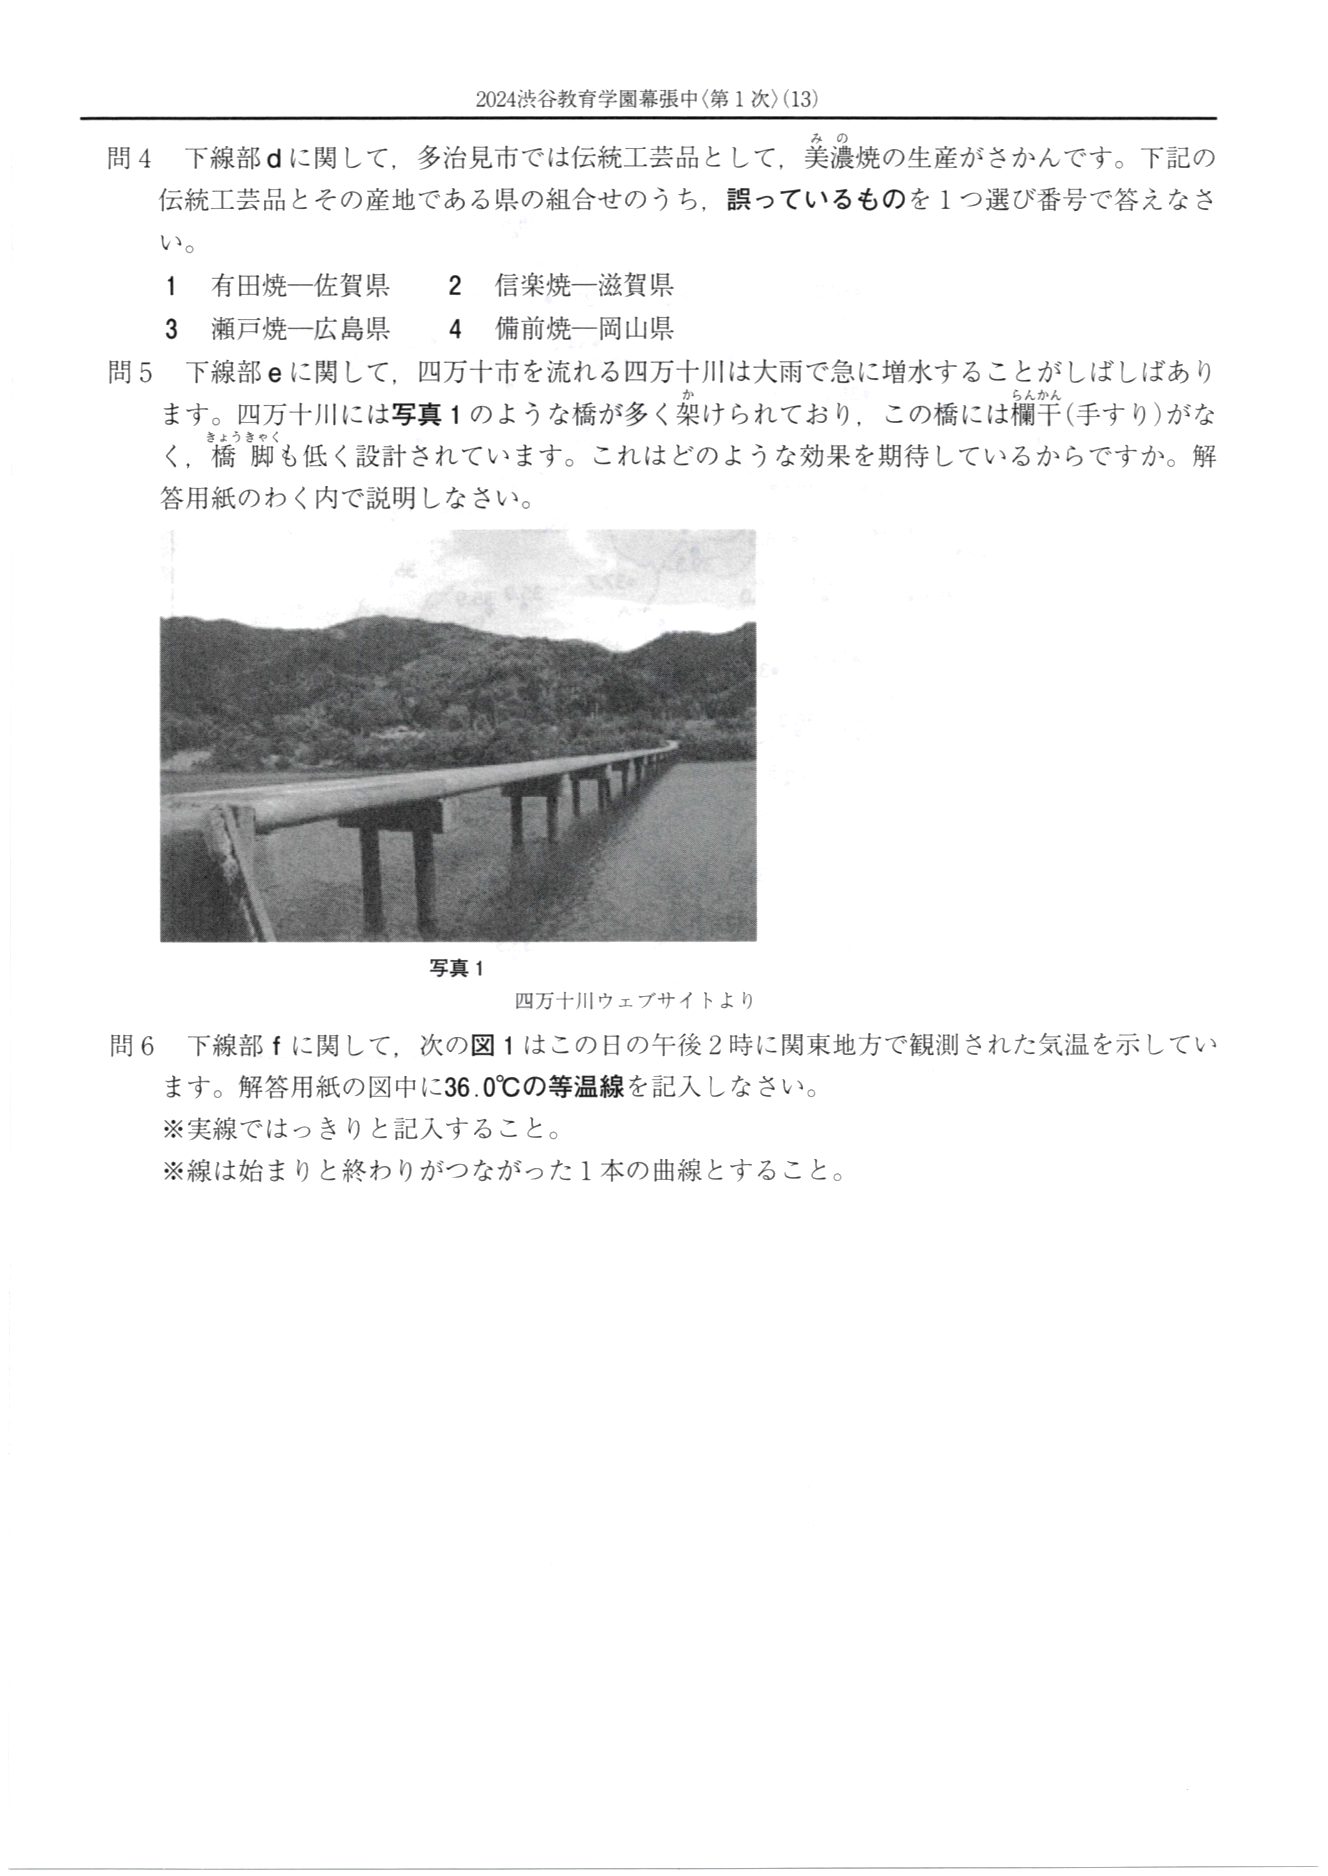 2024渋谷教育学園幕張中〈第１次〉(13)
問４　下線部dに関して，多治見市では伝統工芸品として，美濃焼の生産がさかんです。下記の
みの
伝統工芸品とその産地である県の組合せのうち，誤っているものを１つ選び番号で答えなさ
い。
1　有田焼―佐賀県　　2　信楽焼―滋賀県
3　瀬戸焼―広島県　　4　備前焼―岡山県
問５　下線部eに関して，四万十市を流れる四万十川は大雨で急に増水することがしばしばあり
ます。四万十川には写真1のような橋が多く架けられており，この橋には欄干(手すり)がな
か　らんかん
く，橋脚も低く設計されています。これはどのような効果を期待しているからですか。解
きょうきゃく
答用紙のわく内で説明しなさい。
写真1
四万十川ウェブサイトより
問６　下線部fに関して，次の図1はこの日の午後２時に関東地方で観測された気温を示してい
ます。解答用紙の図中に36.0℃の等温線を記入しなさい。
※実線ではっきりと記入すること。
※線は始まりと終わりがつながった１本の曲線とすること。